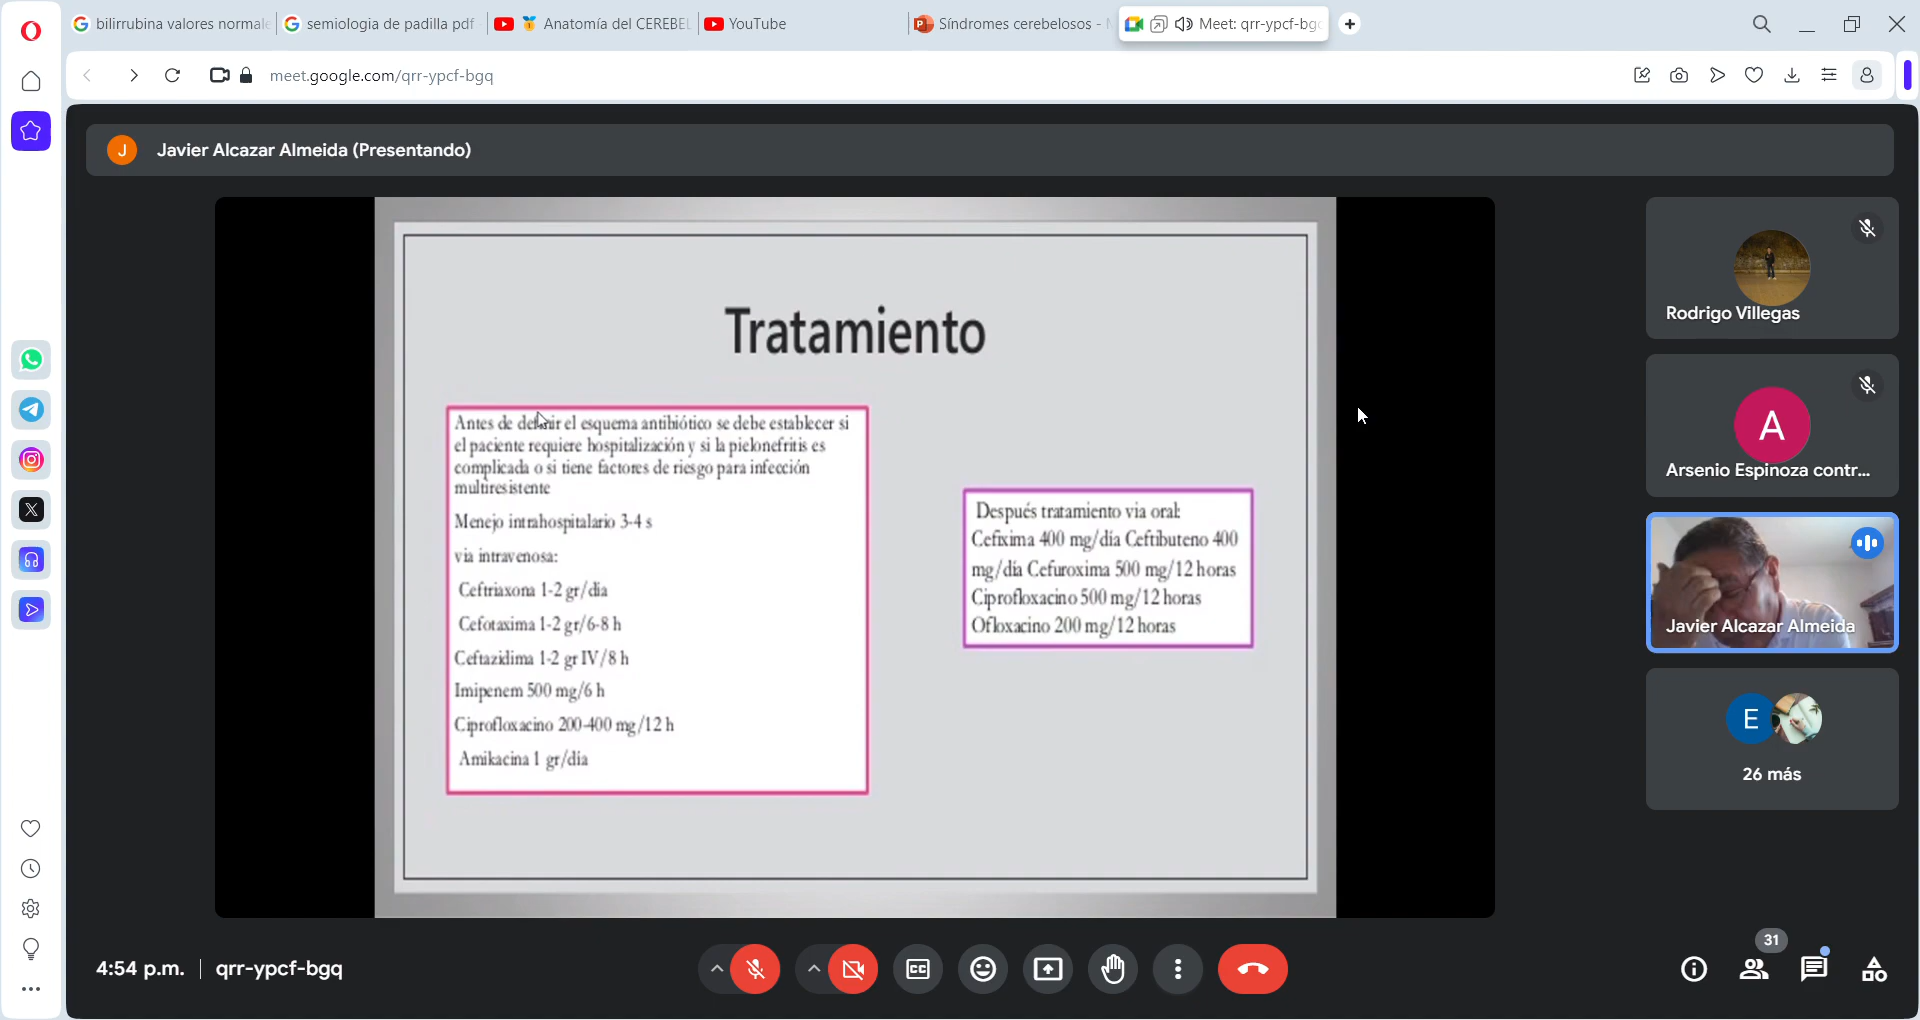 bilirrubina valores normale
semiologia de padilla pdf
Anatomía del CEREBEL
YouTube
Síndromes cerebelosos - M
Meet: qrr-ypcf-bgq
meet.google.com/qrr-ypcf-bgq
J
Javier Alcazar Almeida (Presentando)
Tratamiento
Antes de definir el esquema antibiótico se debe establecer si
el paciente requiere hospitalización y si la pielonefritis es
complicada o si tiene factores de riesgo para infección
multiresistente
Menejo intrahospitalario 3-4 s
via intravenosa:
Ceftriaxona 1-2 gr/dia
Cefotaxima 1-2 gr/6-8 h
Ceftazidima 1-2 gr IV/8 h
Imipenem 500 mg/6 h
Ciprofloxacino 200-400 mg/12 h
Amikacina 1 gr/día
Después tratamiento via oral:
Cefixima 400 mg/día Ceftibuteno 400
mg/día Cefuroxima 500 mg/12 horas
Ciprofloxacino 500 mg/12 horas
Ofloxacino 200 mg/12 horas
Rodrigo Villegas
A
Arsenio Espinoza contr...
Javier Alcazar Almeida
E
26 más
4:54 p.m. | qrr-ypcf-bgq
CC
31